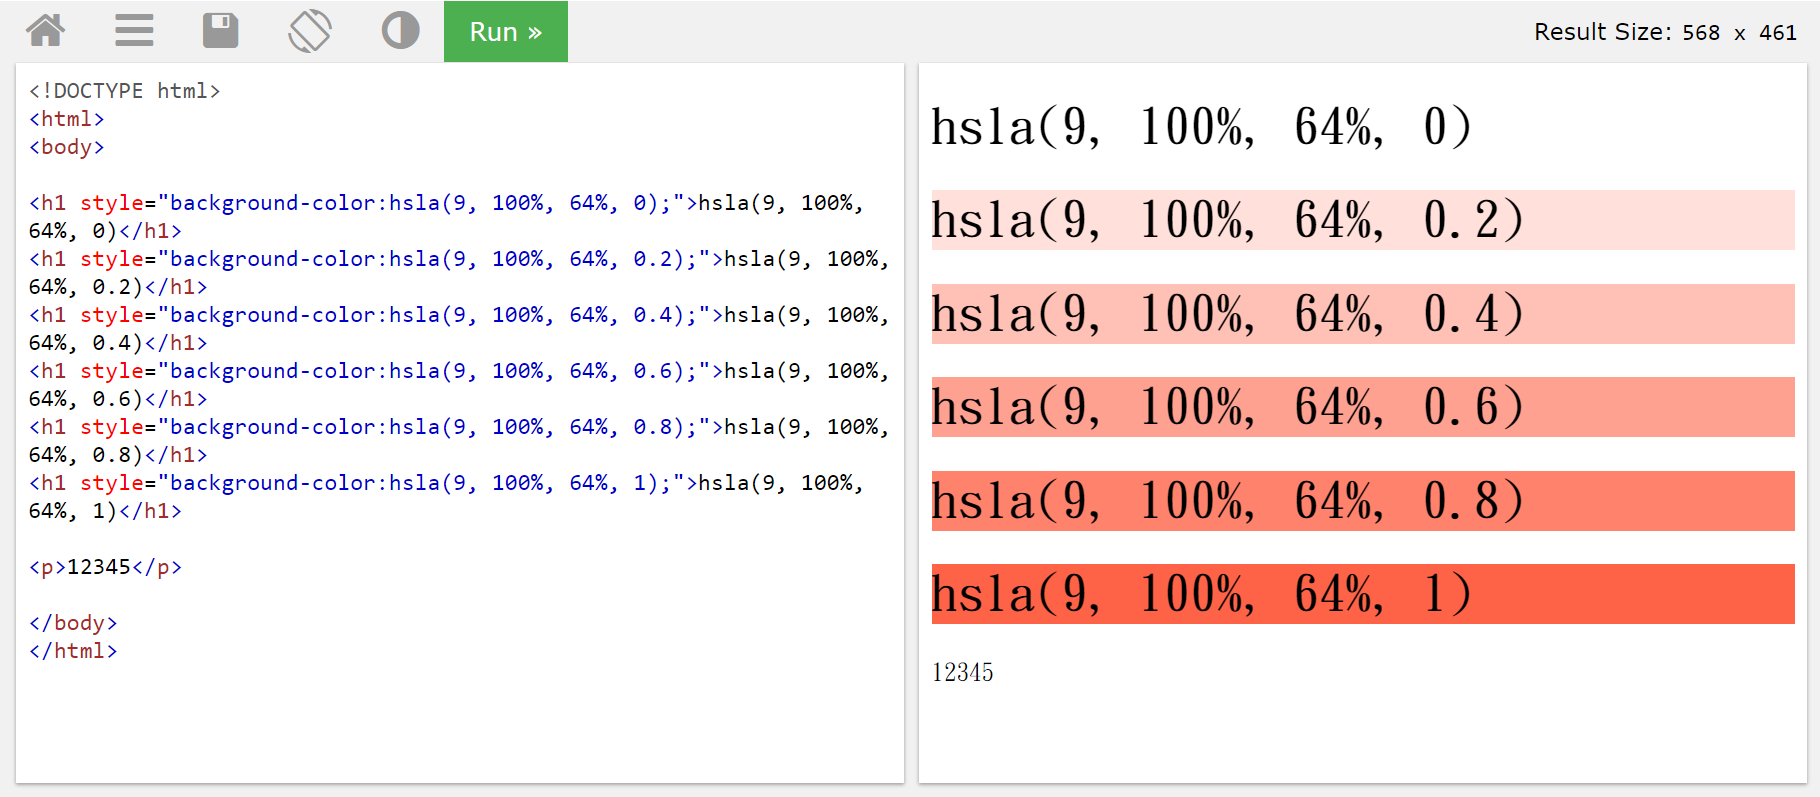 Run »
Result Size: 568 x 461
<!DOCTYPE html>
<html>
<body>
<h1 style="background-color:hsla(9, 100%, 64%, 0);">hsla(9, 100%,
64%, 0)</h1>
<h1 style="background-color:hsla(9, 100%, 64%, 0.2);">hsla(9, 100%,
64%, 0.2)</h1>
<h1 style="background-color:hsla(9, 100%, 64%, 0.4);">hsla(9, 100%,
64%, 0.4)</h1>
<h1 style="background-color:hsla(9, 100%, 64%, 0.6);">hsla(9, 100%,
64%, 0.6)</h1>
<h1 style="background-color:hsla(9, 100%, 64%, 0.8);">hsla(9, 100%,
64%, 0.8)</h1>
<h1 style="background-color:hsla(9, 100%, 64%, 1);">hsla(9, 100%,
64%, 1)</h1>
<p>12345</p>
</body>
</html>
hsla(9, 100%, 64%, 0)
hsla(9, 100%, 64%, 0.2)
hsla(9, 100%, 64%, 0.4)
hsla(9, 100%, 64%, 0.6)
hsla(9, 100%, 64%, 0.8)
hsla(9, 100%, 64%, 1)
12345